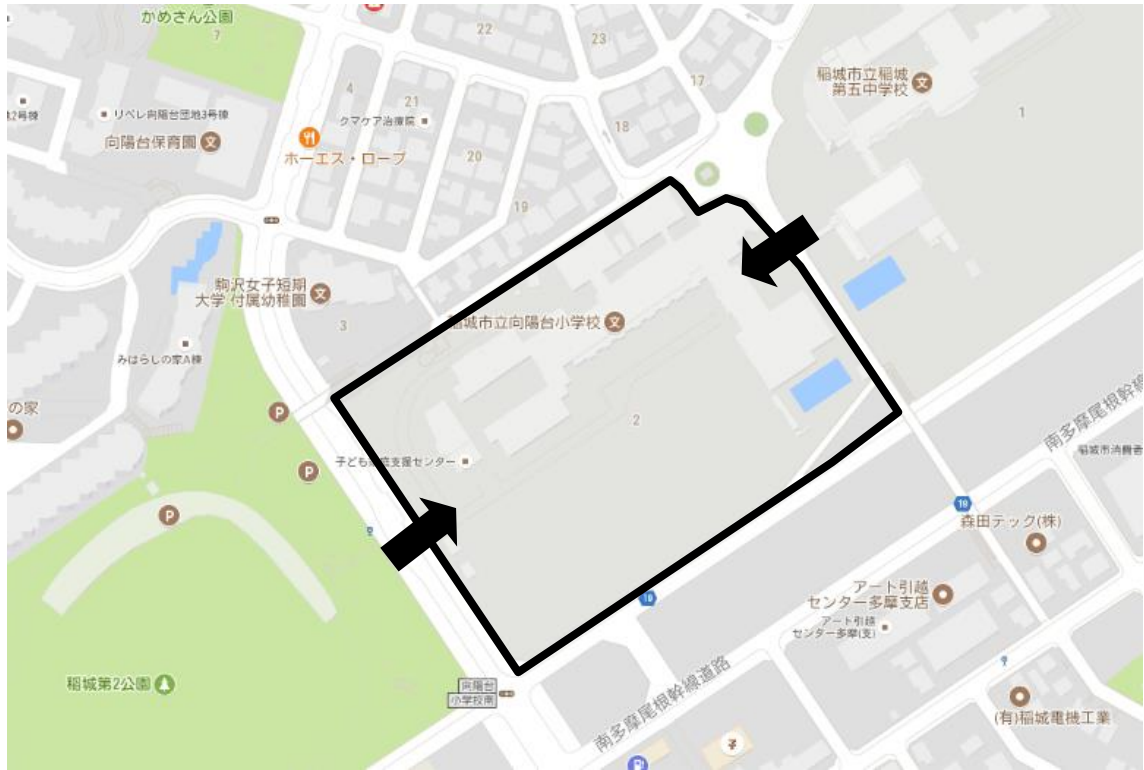 かめさん公園
7
22
23
17
稲城市立稲城
第五中学校
1
2号棟
リベレ向陽台団地3号棟
向陽台保育園
4
21
クマケア治療院
ホーエス・ローブ
20
18
19
駒沢女子短期
大学 付属幼稚園
3
稲城市立向陽台小学校
みはらしの家A棟
の家
P
2
子ども家庭支援センター
P
P
南多摩尾根幹線
稲城市消費者
19
森田テック(株)
アート引越
センター多摩支店
アート引越
センター多摩(支)
19
稲城第2公園
向陽台
小学校南
南多摩尾根幹線道路
(有)稲城電機工業